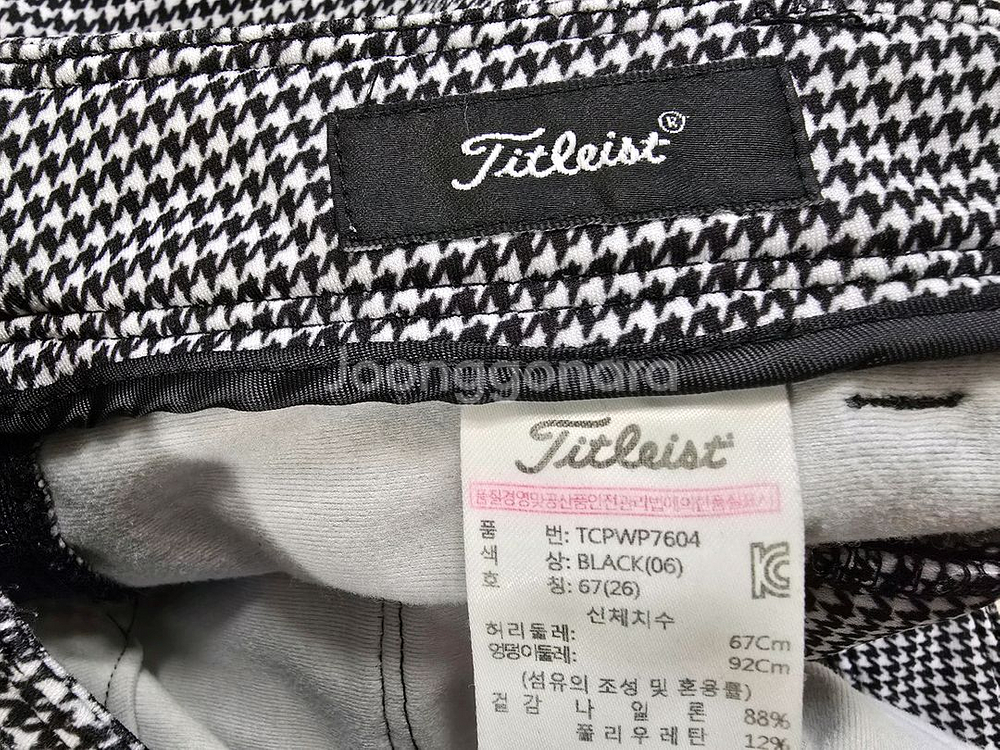 Titleist®
Joonggonara
Titleist
품질경영및공산품안전관리법에의한품질표시
품 번: TCPWP7604
색 상: BLACK(06)
호 칭: 67(26)
신체치수
허리둘레: 67Cm
엉덩이둘레: 92Cm
(섬유의 조성 및 혼용률)
겉감 나일론 88%
폴리우레탄 12%